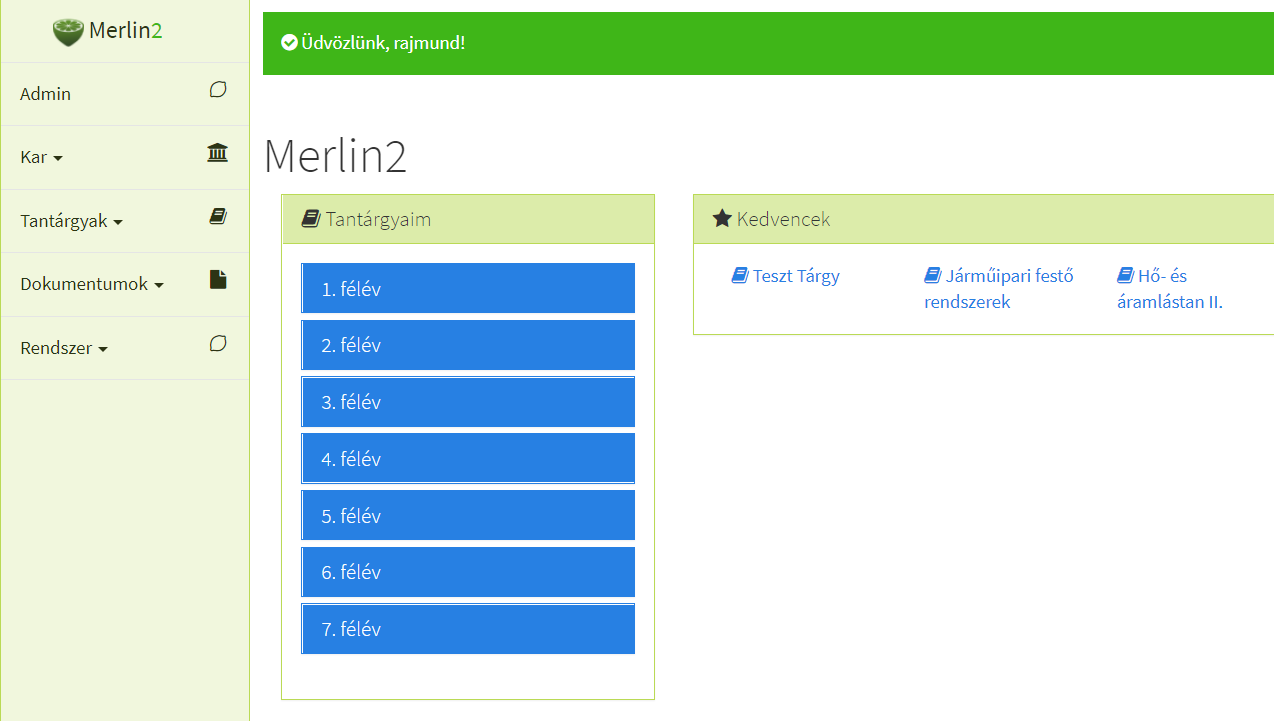 Merlin2
Admin
Kar
Tantárgyak
Dokumentumok
Rendszer
Üdvözlünk, rajmund!
Merlin2
Tantárgyaim
1. félév
2. félév
3. félév
4. félév
5. félév
6. félév
7. félév
Kedvencek
Teszt Tárgy
Járműipari festő
rendszerek
Hő- és
áramlástan II.